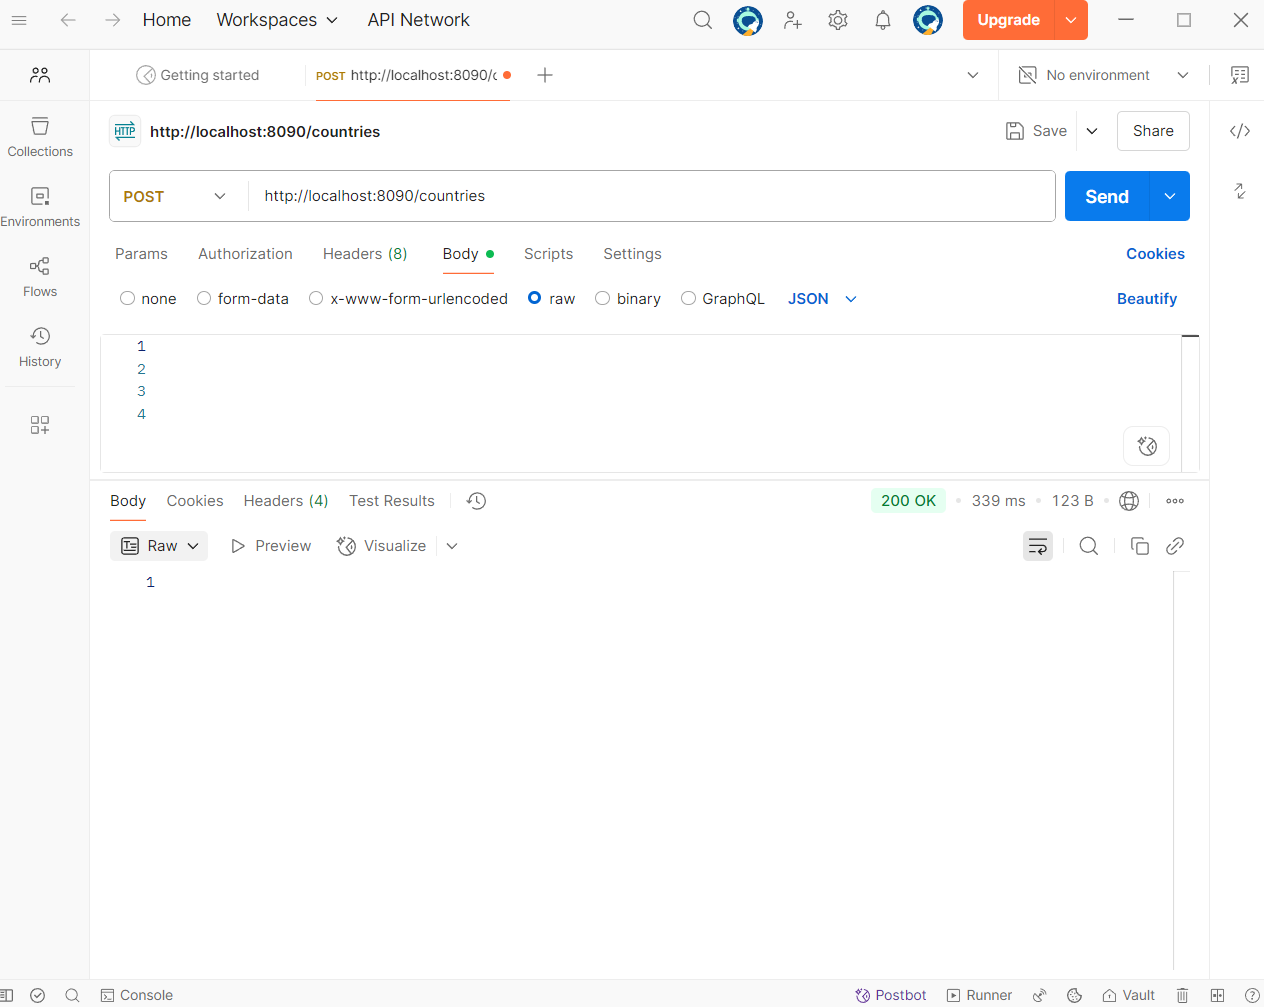 Home Workspaces API Network Upgrade
Getting started POST http://localhost:8090/c No environment
HTTP http://localhost:8090/countries Save Share
Collections
POST http://localhost:8090/countries Send
Environments
Params Authorization Headers (8) Body Scripts Settings Cookies
Flows
none form-data x-www-form-urlencoded raw binary GraphQL JSON Beautify
History
1
2
3
4
Body Cookies Headers (4) Test Results 200 OK 339 ms 123 B
Raw Preview Visualize
1
Console Postbot Runner Vault